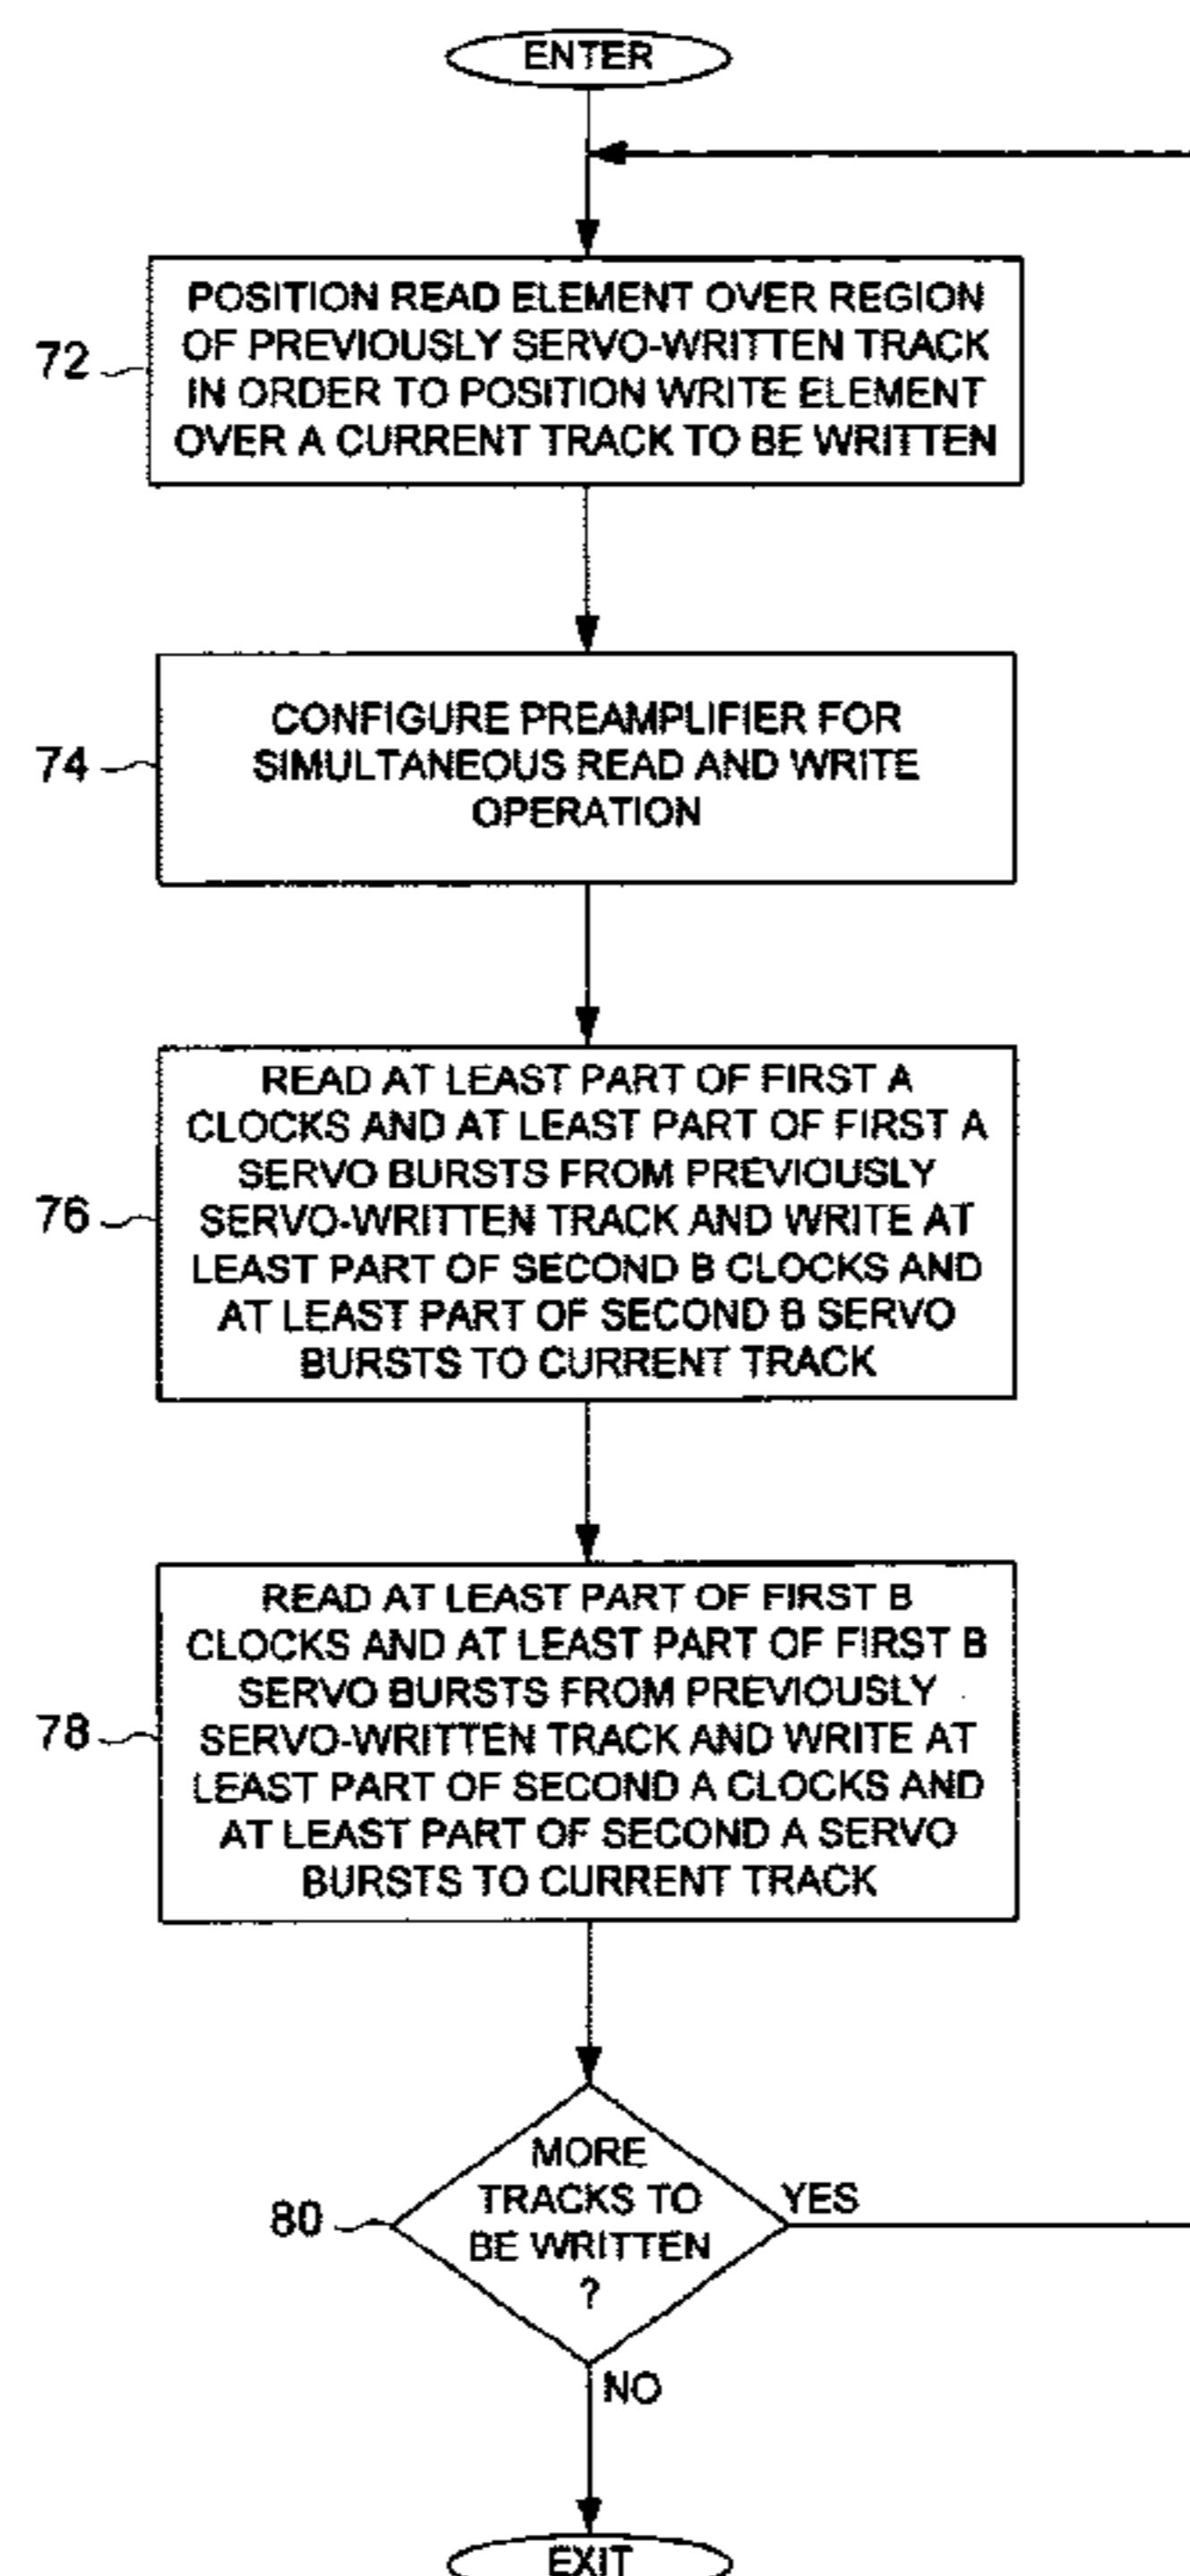 ENTER
72
POSITION READ ELEMENT OVER REGION
OF PREVIOUSLY SERVO-WRITTEN TRACK
IN ORDER TO POSITION WRITE ELEMENT
OVER A CURRENT TRACK TO BE WRITTEN
74
CONFIGURE PREAMPLIFIER FOR
SIMULTANEOUS READ AND WRITE
OPERATION
76
READ AT LEAST PART OF FIRST A
CLOCKS AND AT LEAST PART OF FIRST A
SERVO BURSTS FROM PREVIOUSLY
SERVO-WRITTEN TRACK AND WRITE AT
LEAST PART OF SECOND B CLOCKS AND
AT LEAST PART OF SECOND B SERVO
BURSTS TO CURRENT TRACK
78
READ AT LEAST PART OF FIRST B
CLOCKS AND AT LEAST PART OF FIRST B
SERVO BURSTS FROM PREVIOUSLY
SERVO-WRITTEN TRACK AND WRITE AT
LEAST PART OF SECOND A CLOCKS AND
AT LEAST PART OF SECOND A SERVO
BURSTS TO CURRENT TRACK
80
MORE
TRACKS TO
BE WRITTEN
?
YES
NO
EXIT